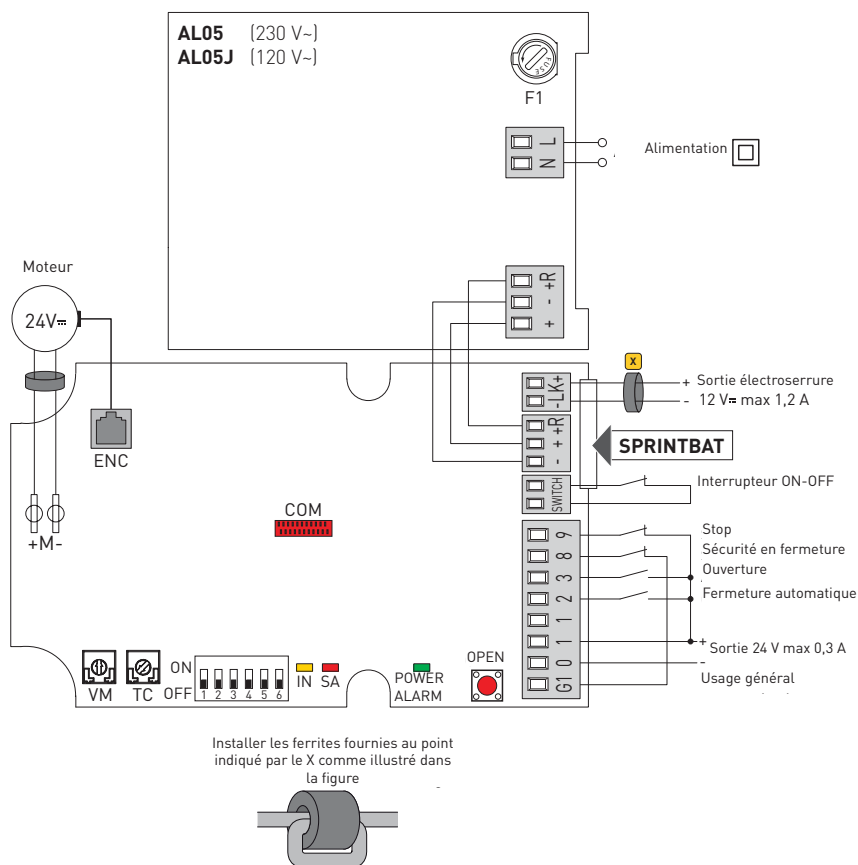 AL05 (230 V~)
AL05J (120 V~)
FUSE
F1
L
N
Alimentation
+R
-
+
Moteur
24V⎓
ENC
+M-
COM
-LK+
X
+ Sortie électroserrure
- 12 V⎓ max 1,2 A
+R
+
-
SPRINTBAT
SWITCH
Interrupteur ON-OFF
9
Stop
8
Sécurité en fermeture
3
Ouverture
2
Fermeture automatique
1
1
+
Sortie 24 V max 0,3 A
0
-
G1
Usage général
VM
TC
ON
OFF
1 2 3 4 5 6
IN
SA
POWER
ALARM
OPEN
Installer les ferrites fournies au point
indiqué par le X comme illustré dans
la figure